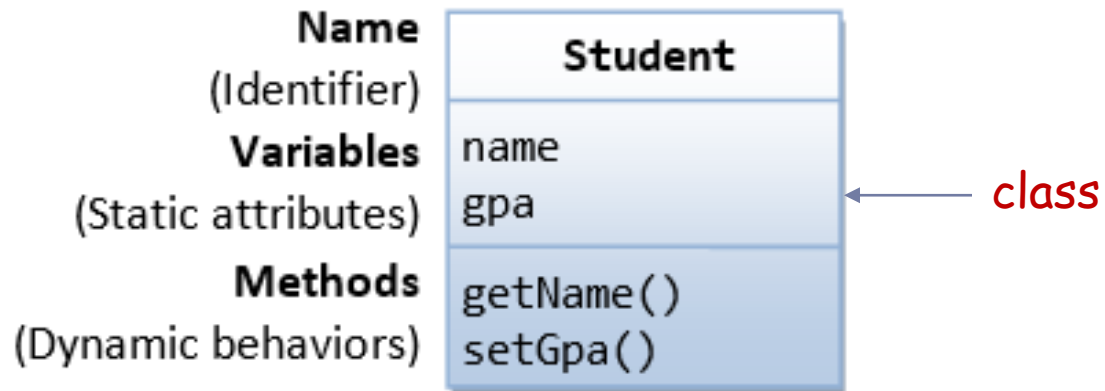 Name
(Identifier)
Variables
(Static attributes)
Methods
(Dynamic behaviors)
Student
name
gpa
getName()
setGpa()
class